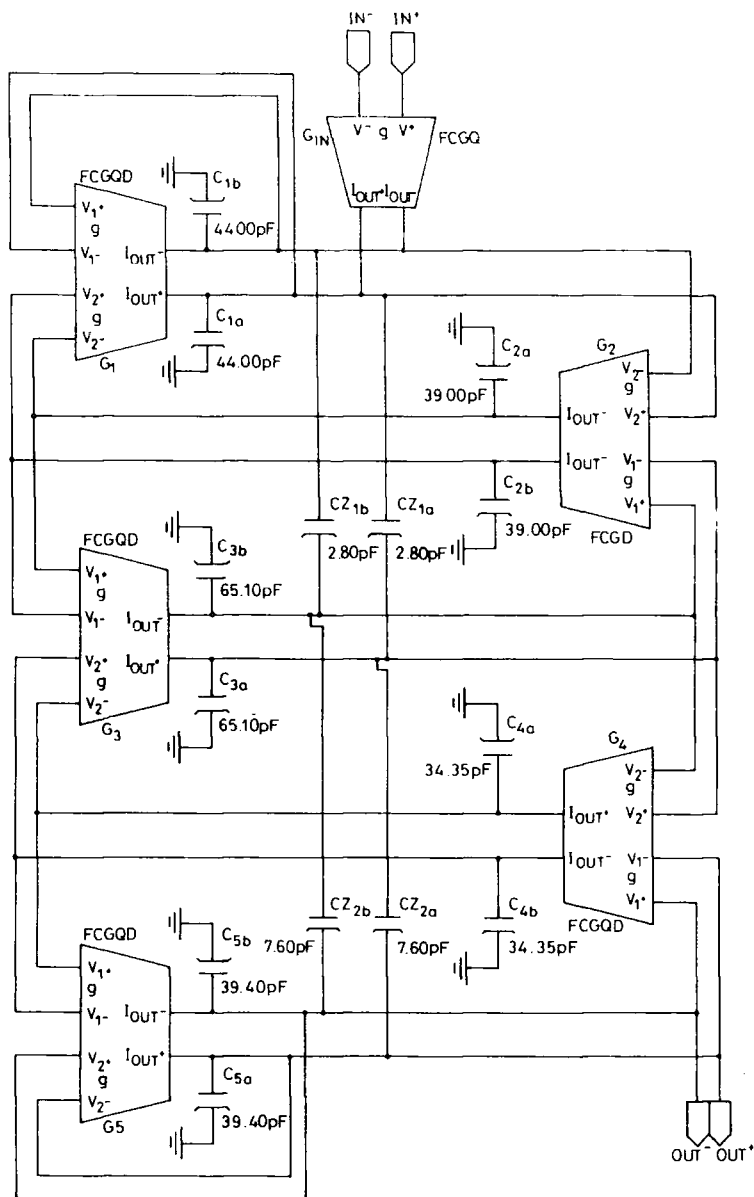 IN⁻ IN⁺
G_IN V⁻ g V⁺ FCGQ
I_OUT⁺ I_OUT⁻
FCGQD
C_1b
44.00pF
V₁⁺
g
V₁-
V₂⁺
g
V₂-
I_OUT-
I_OUT⁺
G₁
C_1a
44.00pF
C_2a
39.00pF
G₂
V₂-
g
V₂⁺
V₁-
g
V₁⁺
I_OUT-
I_OUT-
FCGD
C_2b
39.00pF
CZ_1b
2.80pF
CZ_1a
2.80pF
FCGQD
C_3b
65.10pF
V₁⁺
g
V₁-
V₂⁺
g
V₂-
I_OUT⁻
I_OUT⁺
G₃
C_3a
65.10pF
C_4a
34.35pF
G₄
V₂-
g
V₂⁺
V₁-
g
V₁⁺
I_OUT⁺
I_OUT-
FCGQD
C_4b
34.35pF
CZ_2b
7.60pF
CZ_2a
7.60pF
FCGQD
C_5b
39.40pF
V₁⁺
g
V₁-
V₂⁺
g
V₂-
I_OUT-
I_OUT⁺
G5
C_5a
39.40pF
OUT⁻ OUT⁺